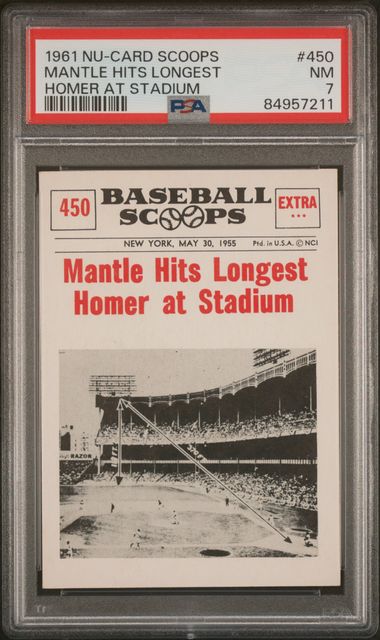 1961 NU-CARD SCOOPS #450
MANTLE HITS LONGEST NM
HOMER AT STADIUM 7
PSA 84957211
450 BASEBALL SCOOPS EXTRA
NEW YORK, MAY 30, 1955 Ptd. in U.S.A. © NCI
Mantle Hits Longest
Homer at Stadium
RAZOR